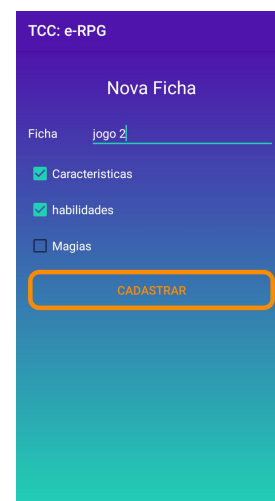 TCC: e-RPG
Nova Ficha
Ficha jogo 2
Caracteristicas
habilidades
Magias
CADASTRAR